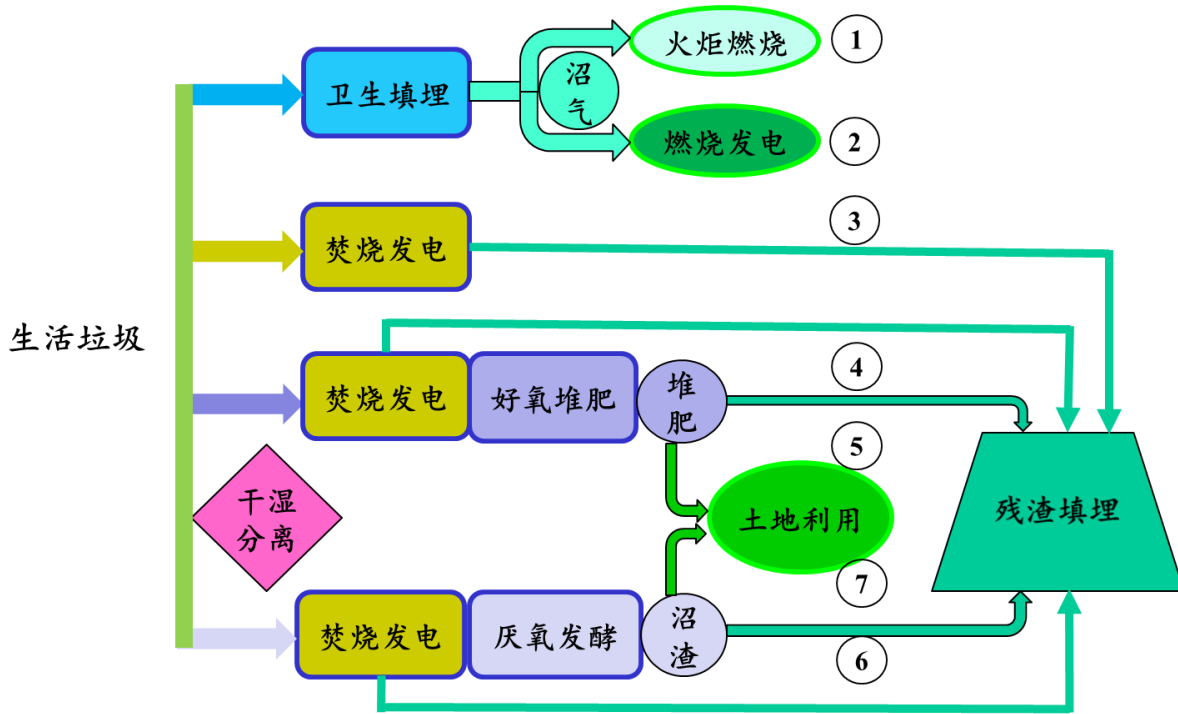 火炬燃烧
①
卫生填埋
沼
气
燃烧发电
②
③
焚烧发电
生活垃圾
焚烧发电
好氧堆肥
堆
肥
④
⑤
干湿
分离
土地利用
残渣填埋
⑦
焚烧发电
厌氧发酵
沼
渣
⑥